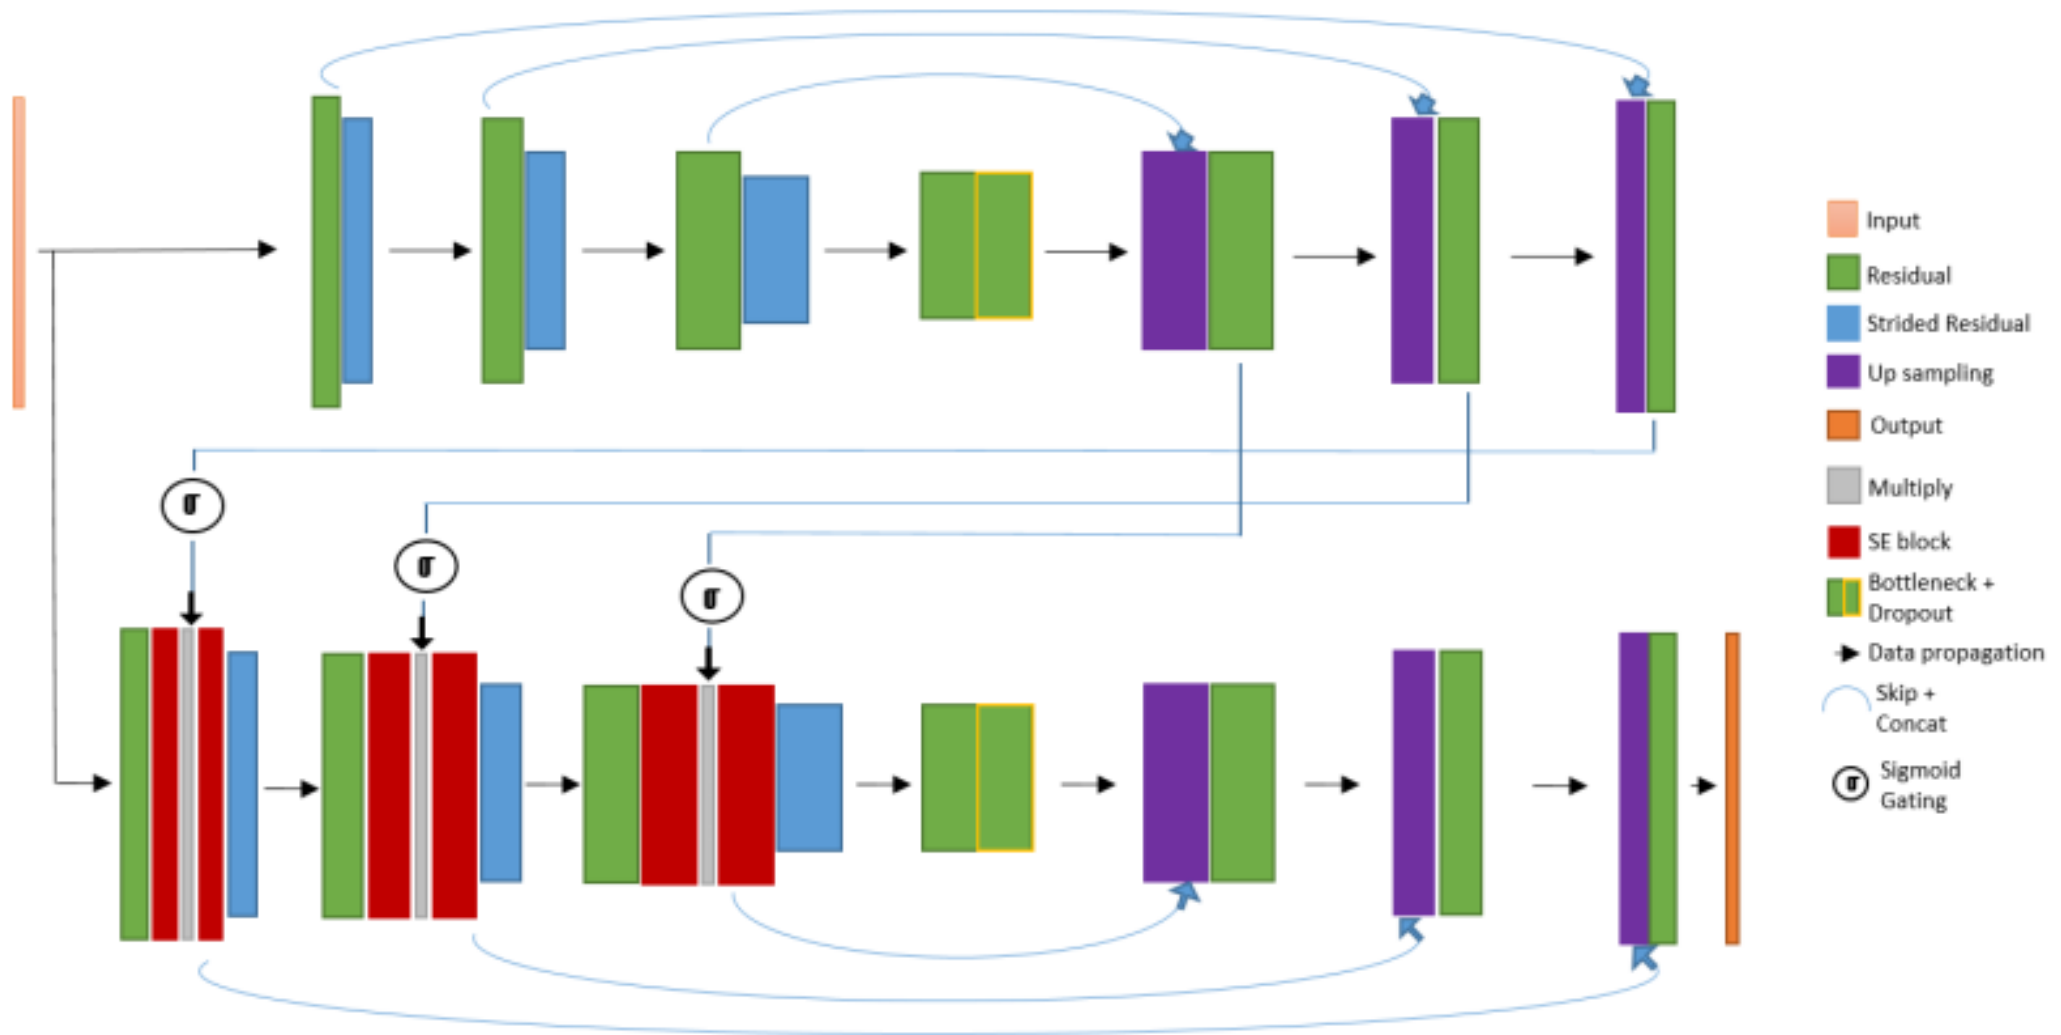 Input
Residual
Strided Residual
Up sampling
Output
Multiply
SE block
Bottleneck +
Dropout
Data propagation
Skip +
Concat
Sigmoid
Gating
σ
σ
σ
σ